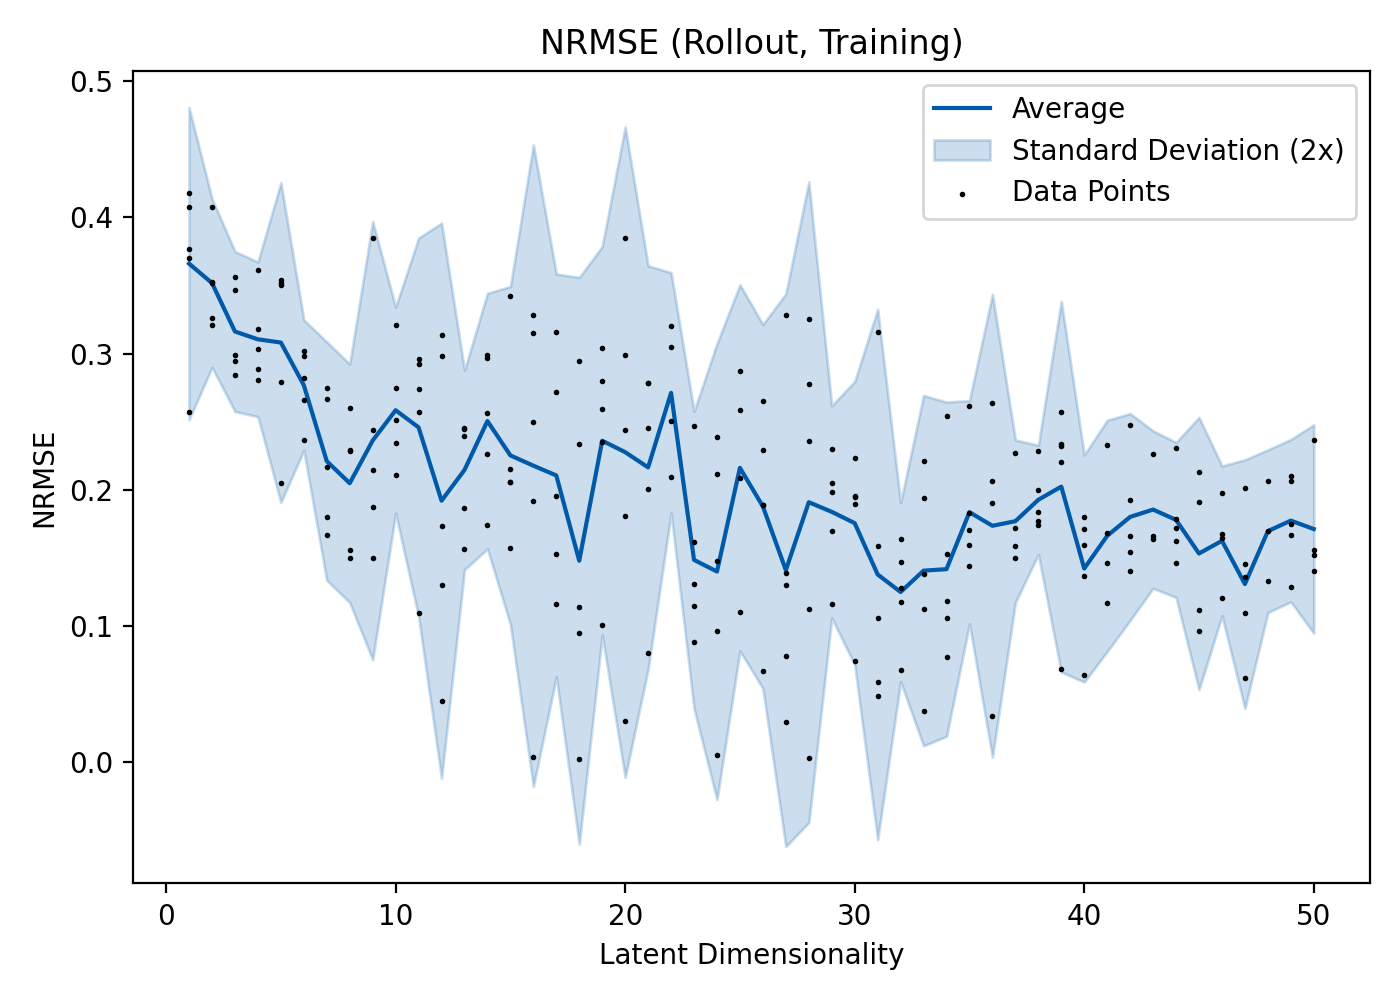 NRMSE (Rollout, Training)
0.5
0.4
0.3
0.2
0.1
0.0
NRMSE
Average
Standard Deviation (2x)
Data Points
0 10 20 30 40 50
Latent Dimensionality